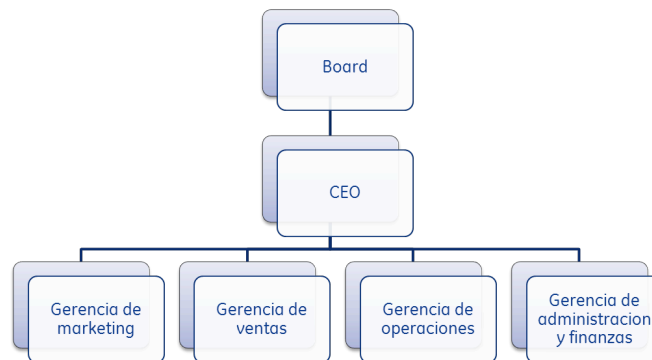 Board
CEO
Gerencia de
marketing
Gerencia de
ventas
Gerencia de
operaciones
Gerencia de
administracion
y finanzas